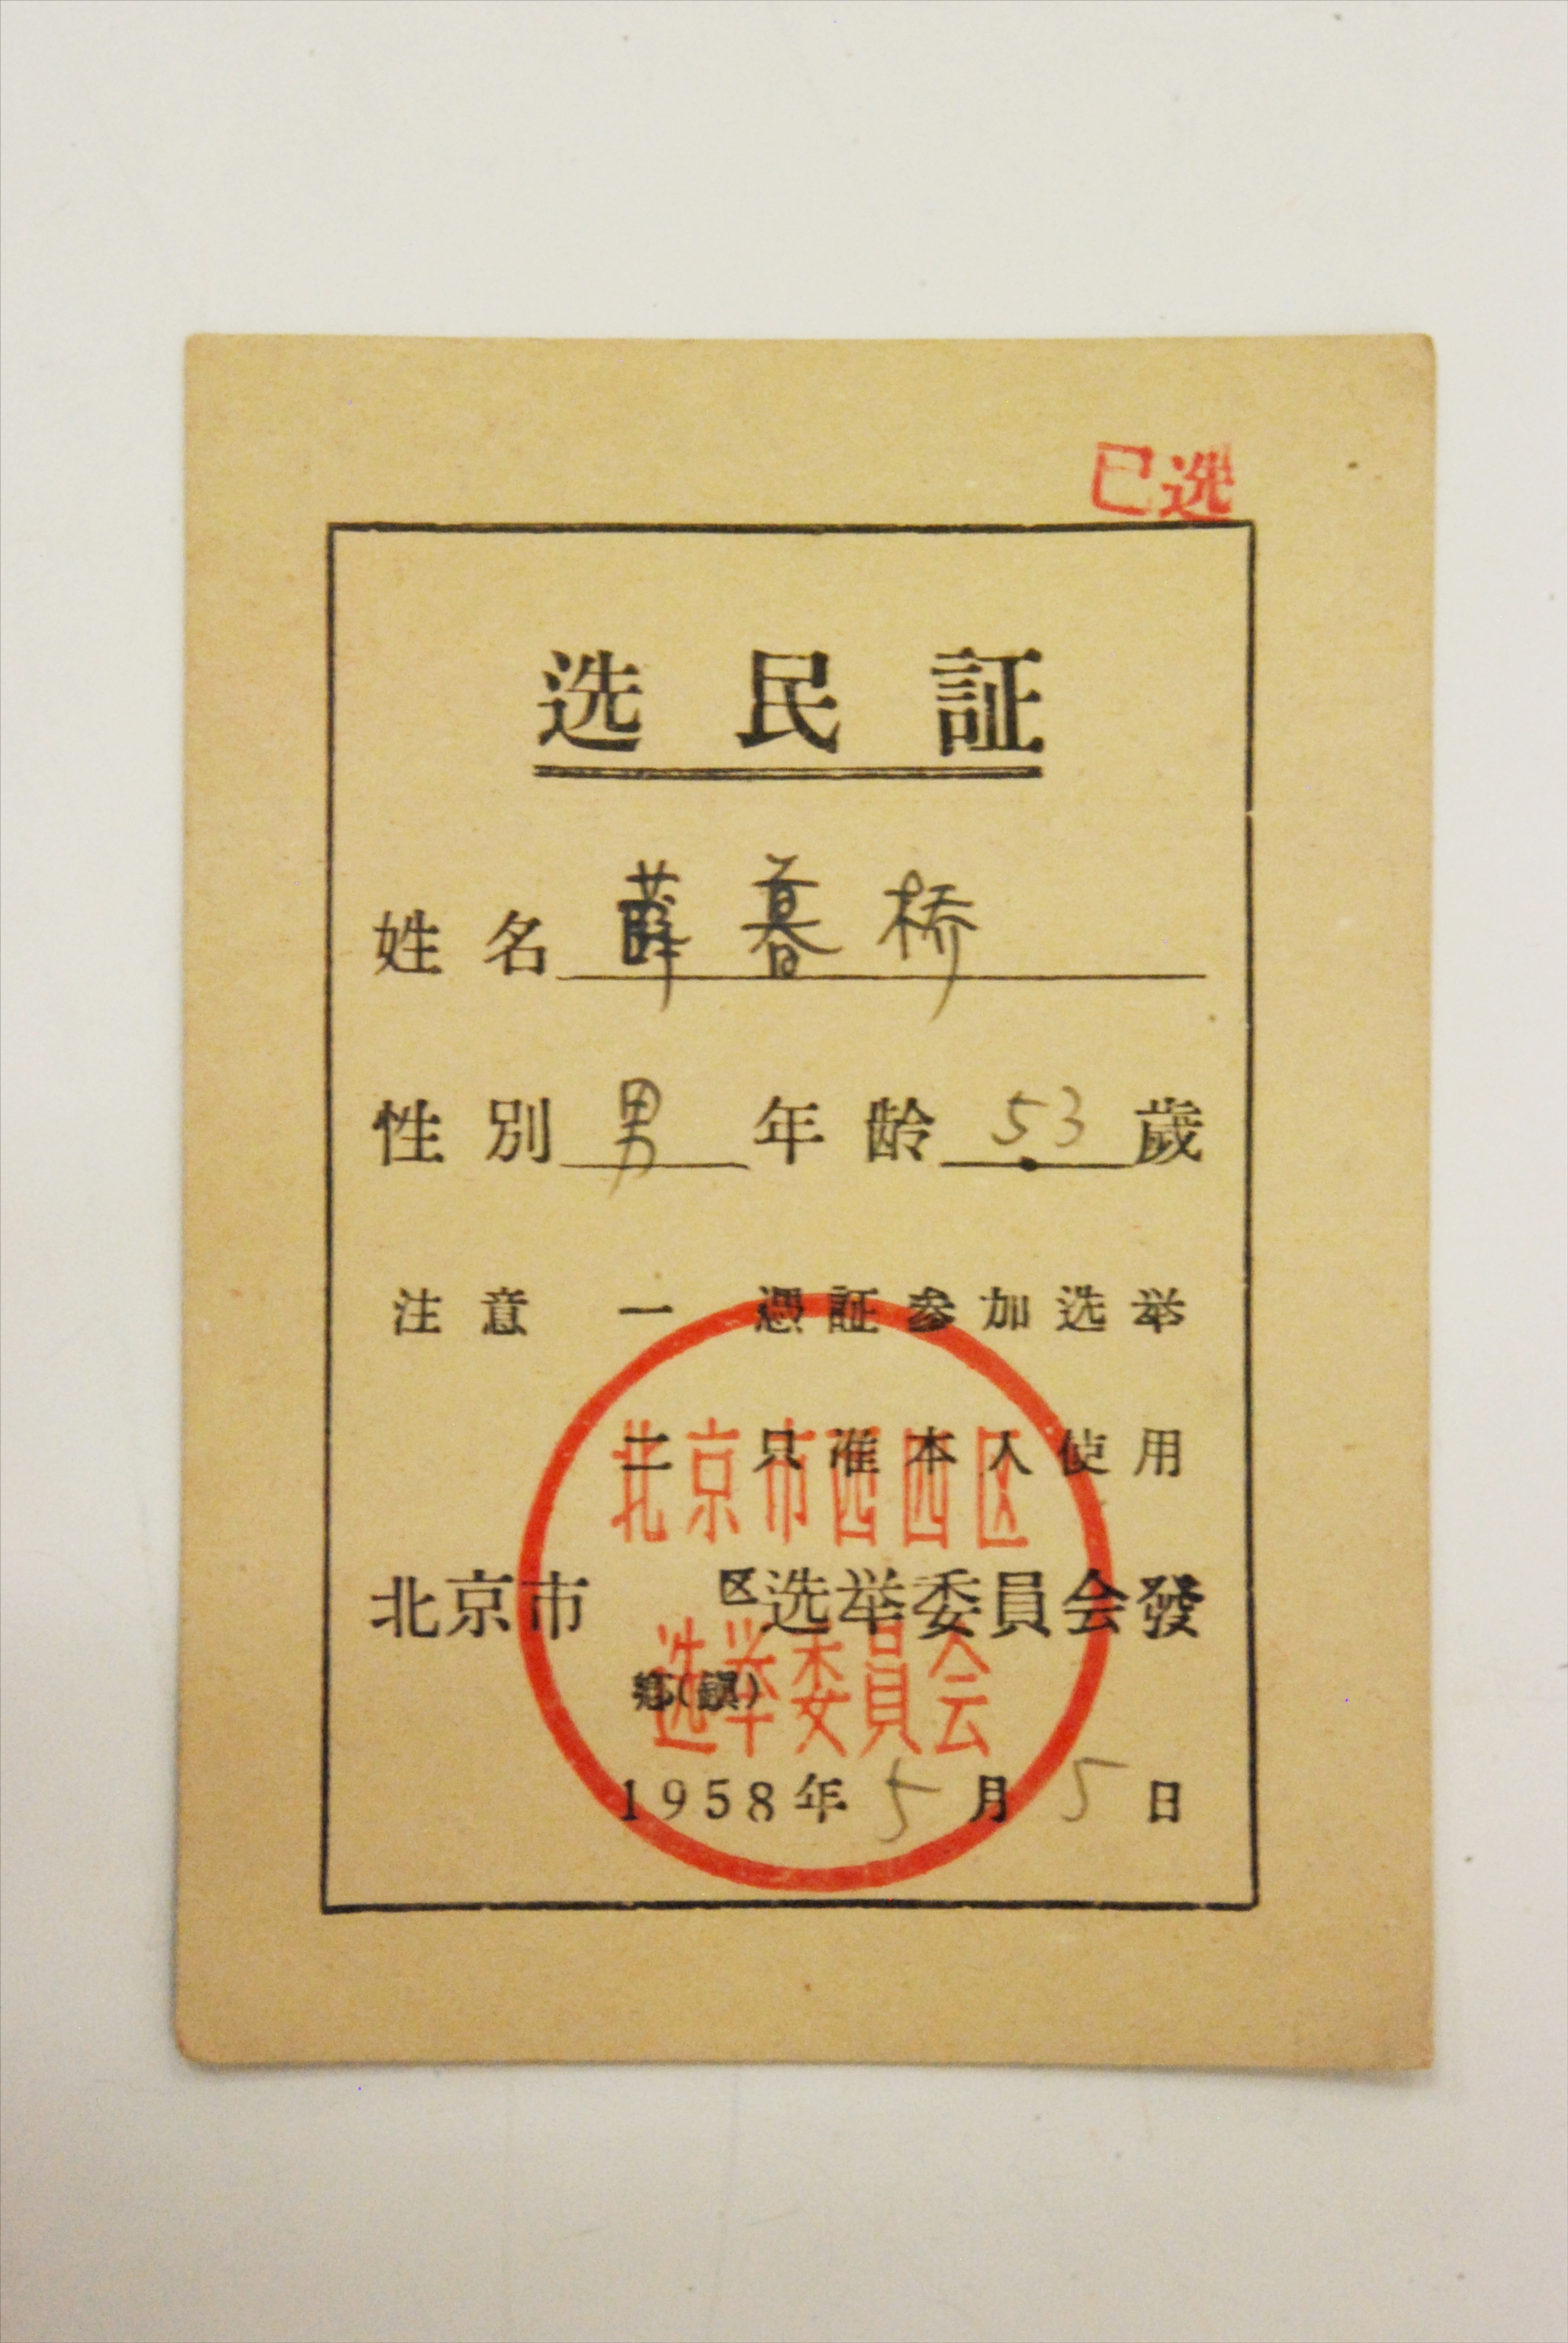 已选
选民証
姓名 薛暮桥
性別 男 年龄 53 歲
注意 一 憑証参加选举
二 只准本人使用
北京市西四区
北京市 区选举委員会發
选举委員会
鄉(鎮)
1958年5月5日